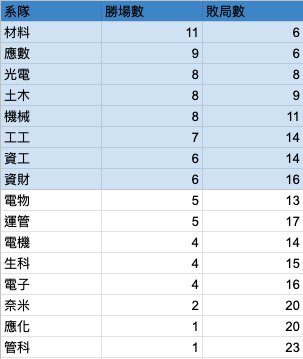 系隊 勝場數 敗局數
材料 11 6
應數 9 6
光電 8 8
土木 8 9
機械 8 11
工工 7 14
資工 6 14
資財 6 16
電物 5 13
運管 5 17
電機 4 14
生科 4 15
電子 4 16
奈米 2 20
應化 1 20
管科 1 23